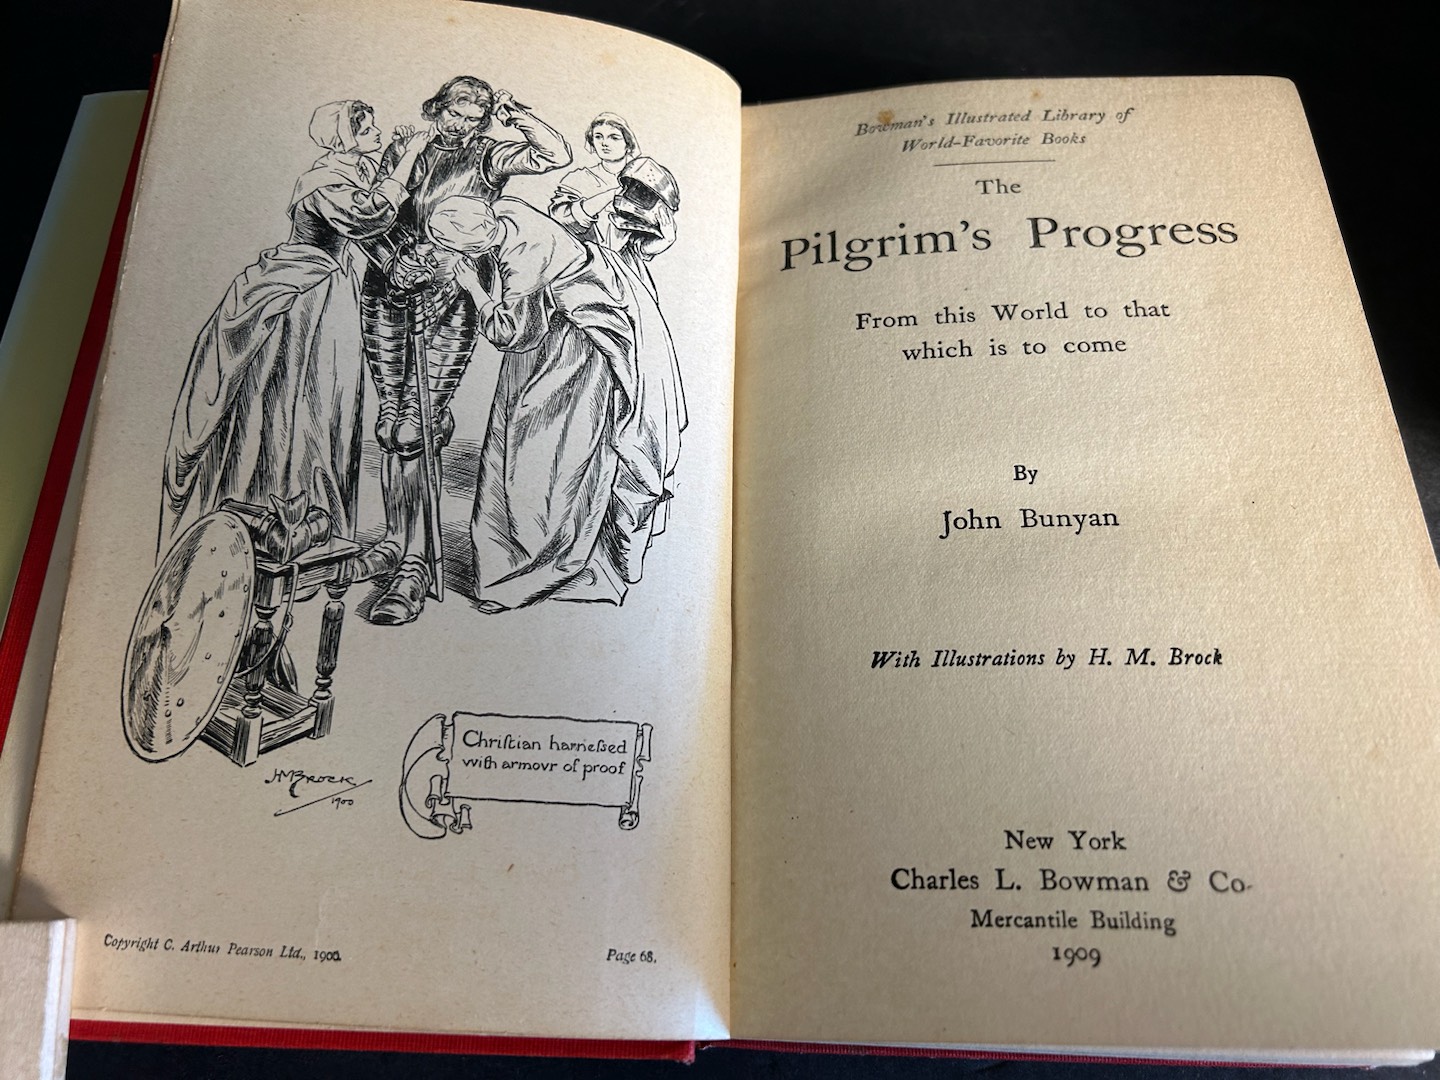 Chriſtian harneſsed
with armovr of proof
HMBROCK
1900
Copyright C. Arthur Pearson Ltd., 1900.
Page 68.
Bowman's Illustrated Library of
World-Favorite Books
The
Pilgrim's Progress
From this World to that
which is to come
By
John Bunyan
With Illustrations by H. M. Brock
New York
Charles L. Bowman & Co.
Mercantile Building
1909